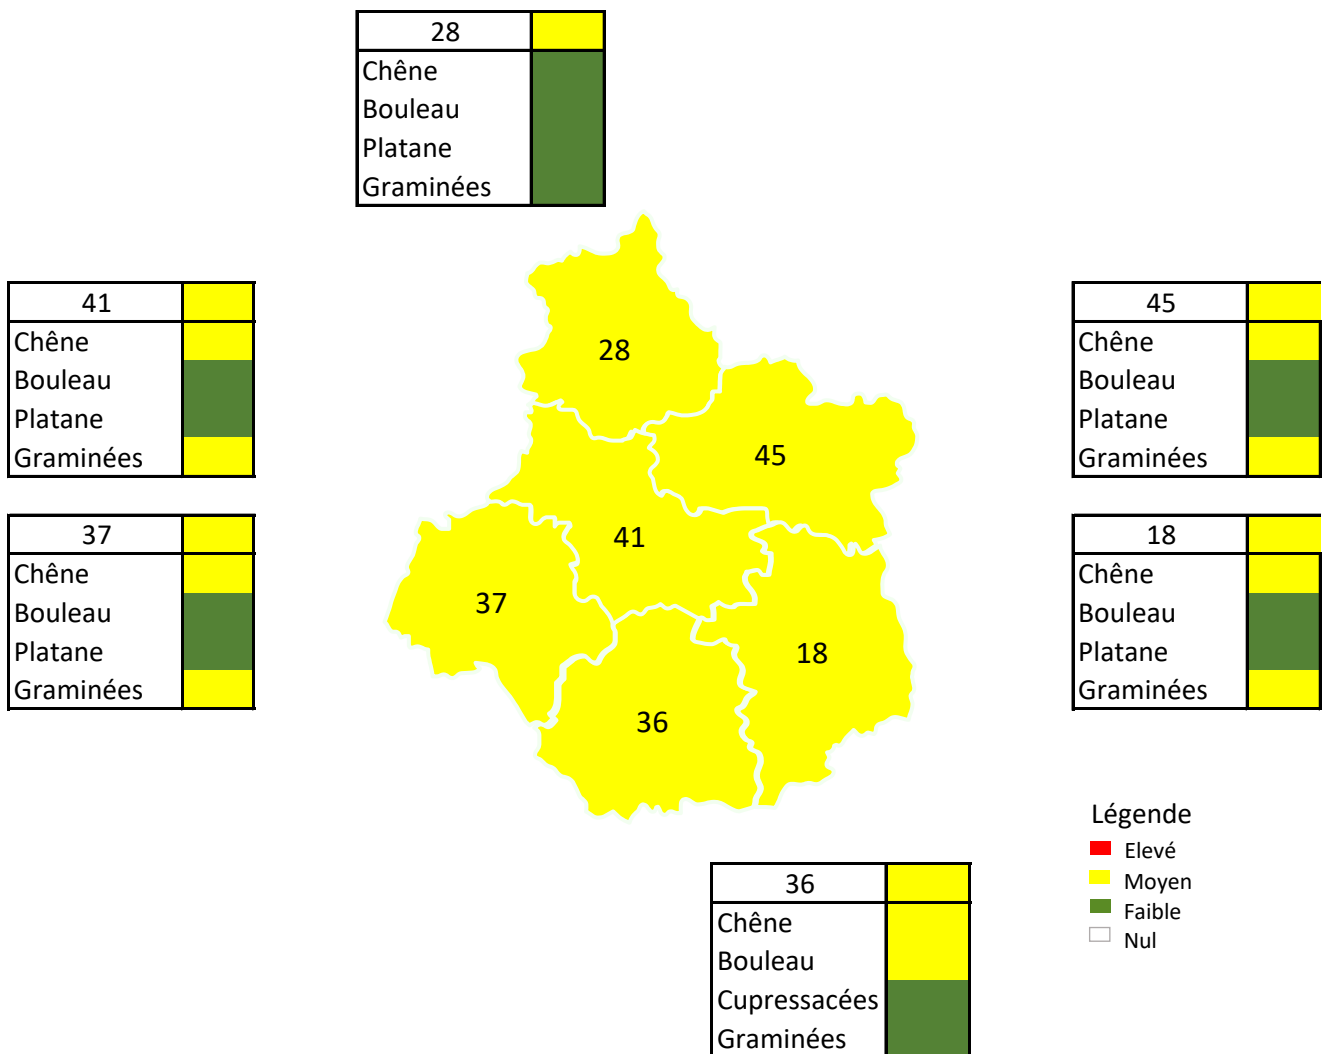 28
Chêne
Bouleau
Platane
Graminées
41
Chêne
Bouleau
Platane
Graminées
45
Chêne
Bouleau
Platane
Graminées
37
Chêne
Bouleau
Platane
Graminées
18
Chêne
Bouleau
Platane
Graminées
28
45
41
37
18
36
Légende
Elevé
Moyen
Faible
Nul
36
Chêne
Bouleau
Cupressacées
Graminées